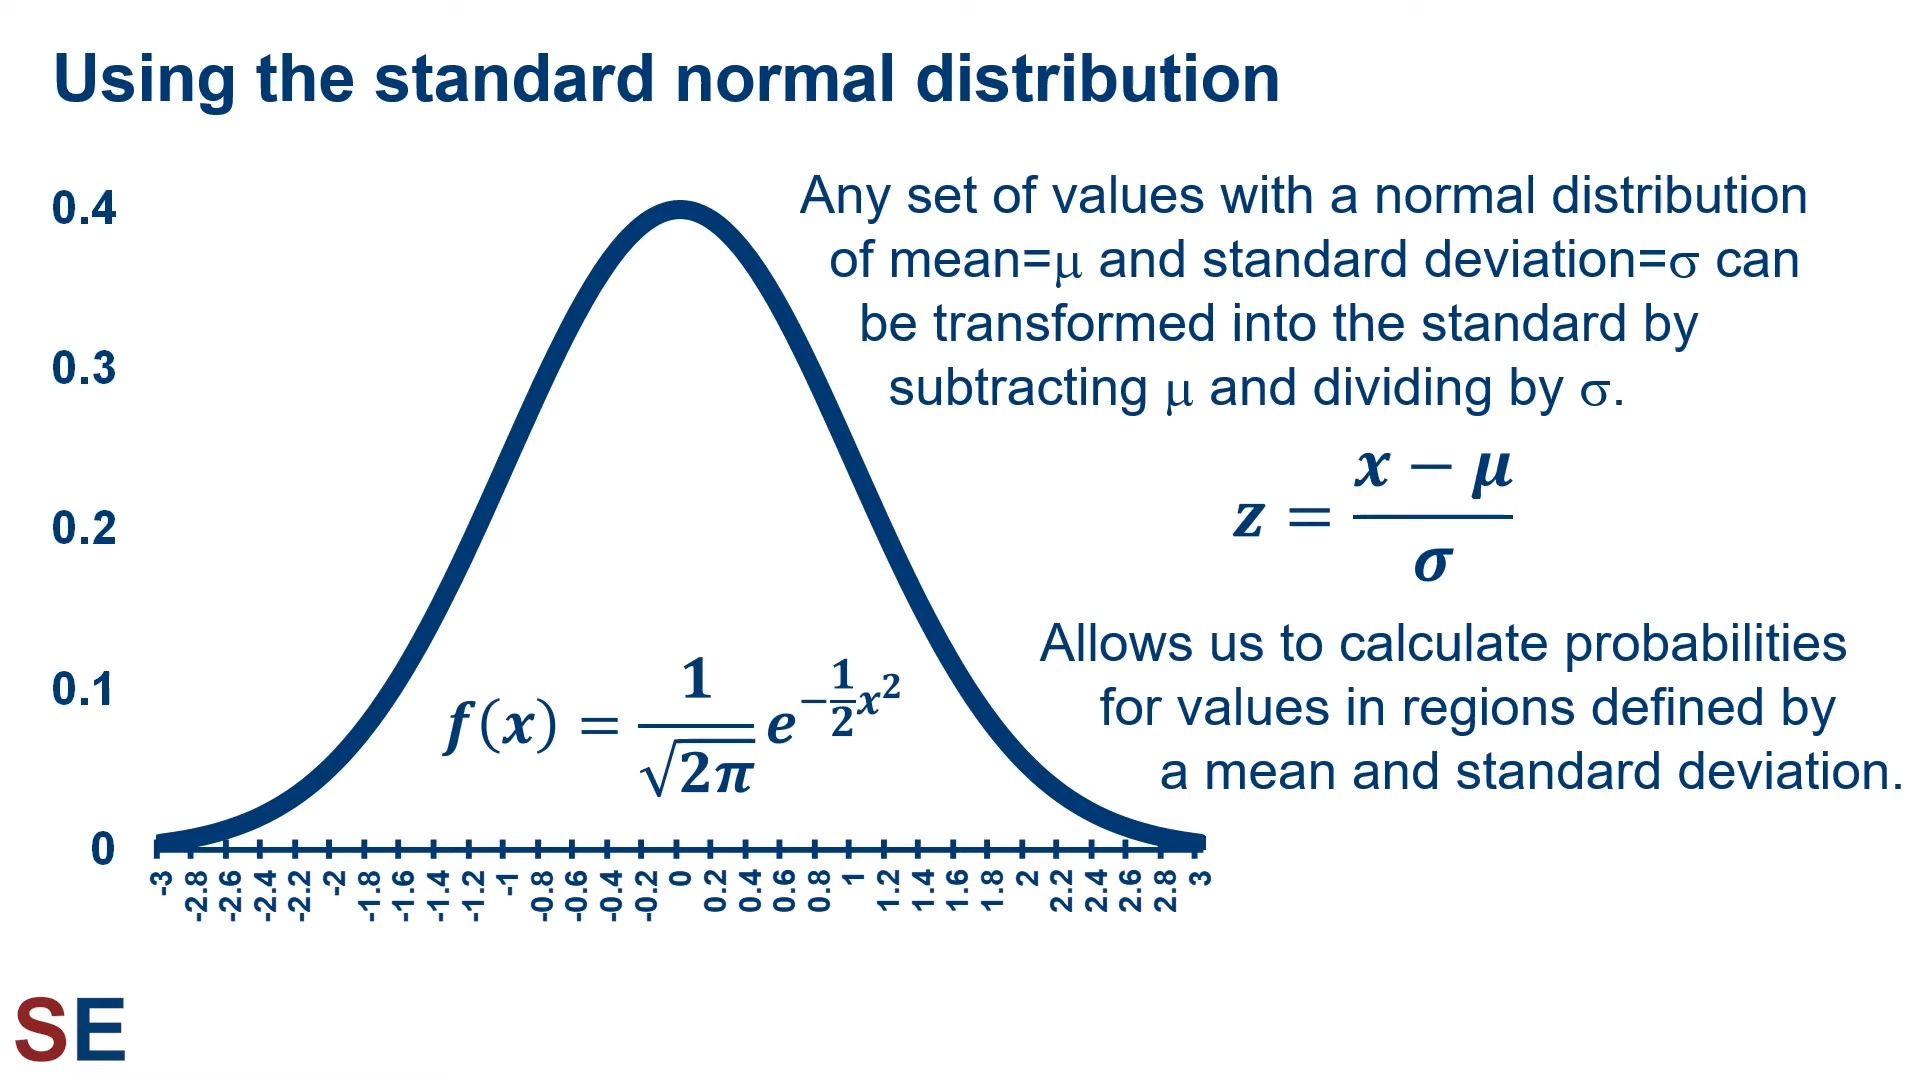 Using the standard normal distribution
Any set of values with a normal distribution
of mean=μ and standard deviation=σ can
be transformed into the standard by
subtracting μ and dividing by σ.
z = (x − μ) / σ
Allows us to calculate probabilities
for values in regions defined by
a mean and standard deviation.
0.4
0.3
0.2
0.1
0
f(x) = 1/√2π e^(−1/2 x²)
-3 -2.8 -2.6 -2.4 -2.2 -2 -1.8 -1.6 -1.4 -1.2 -1 -0.8 -0.6 -0.4 -0.2 0 0.2 0.4 0.6 0.8 1 1.2 1.4 1.6 1.8 2 2.2 2.4 2.6 2.8 3
SE